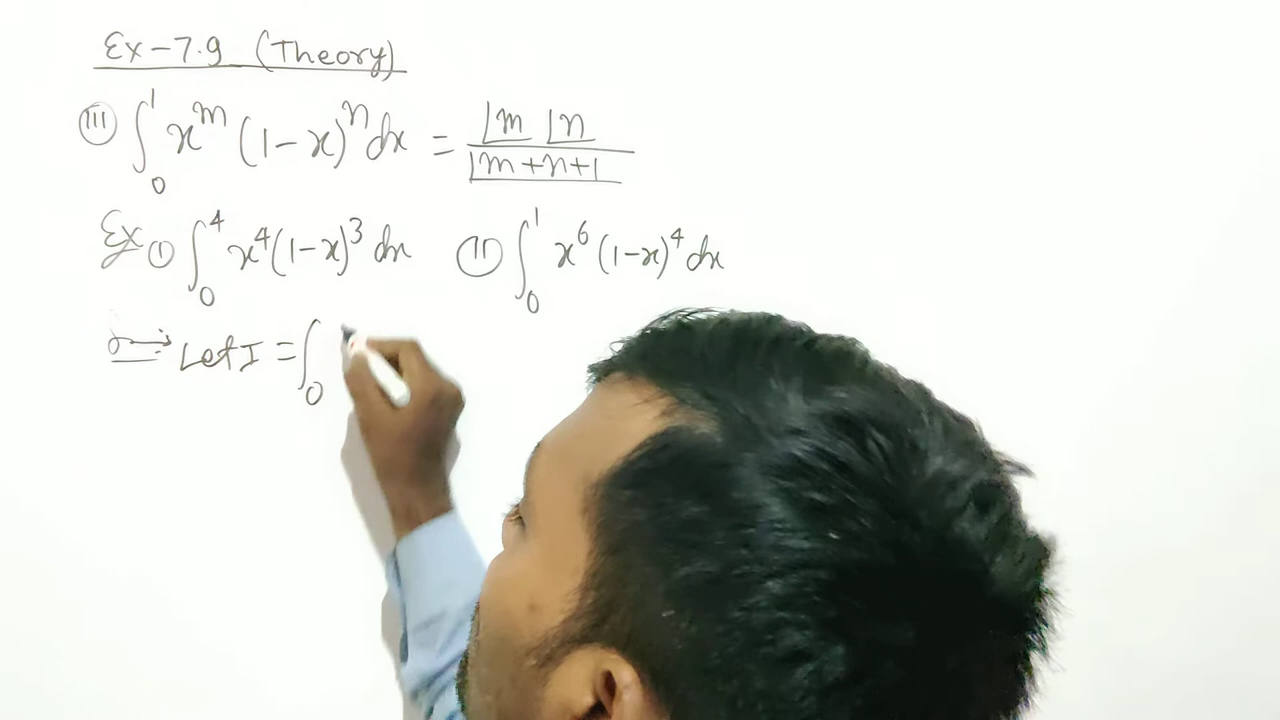 Ex-7.9 (Theory)
(III) ∫₀¹ x^m (1-x)^n dx = |m |n / |m+n+1
Ex (I) ∫₀⁴ x⁴(1-x)³ dx (II) ∫₀¹ x⁶(1-x)⁴ dx
Let I = ∫₀